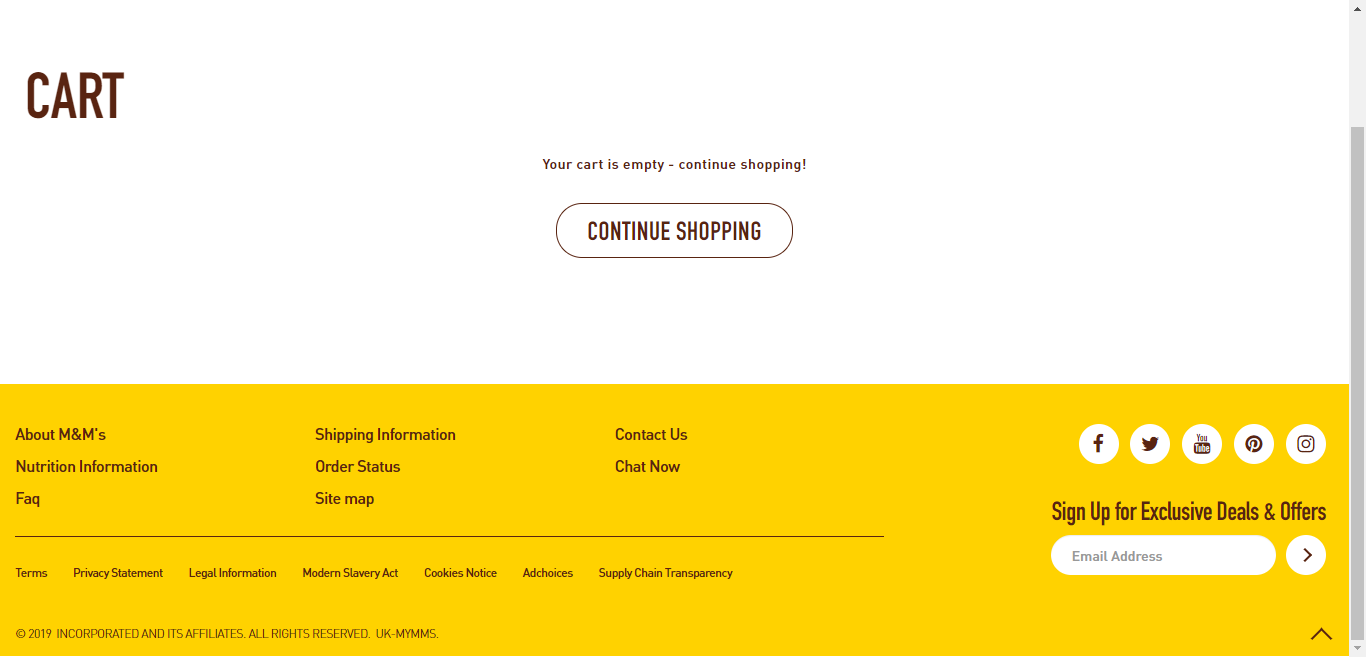 CART
Your cart is empty - continue shopping!
CONTINUE SHOPPING
About M&M's
Nutrition Information
Faq
Shipping Information
Order Status
Site map
Contact Us
Chat Now
You
Tube
Sign Up for Exclusive Deals & Offers
Email Address
Terms Privacy Statement Legal Information Modern Slavery Act Cookies Notice Adchoices Supply Chain Transparency
© 2019 INCORPORATED AND ITS AFFILIATES. ALL RIGHTS RESERVED. UK-MYMMS.